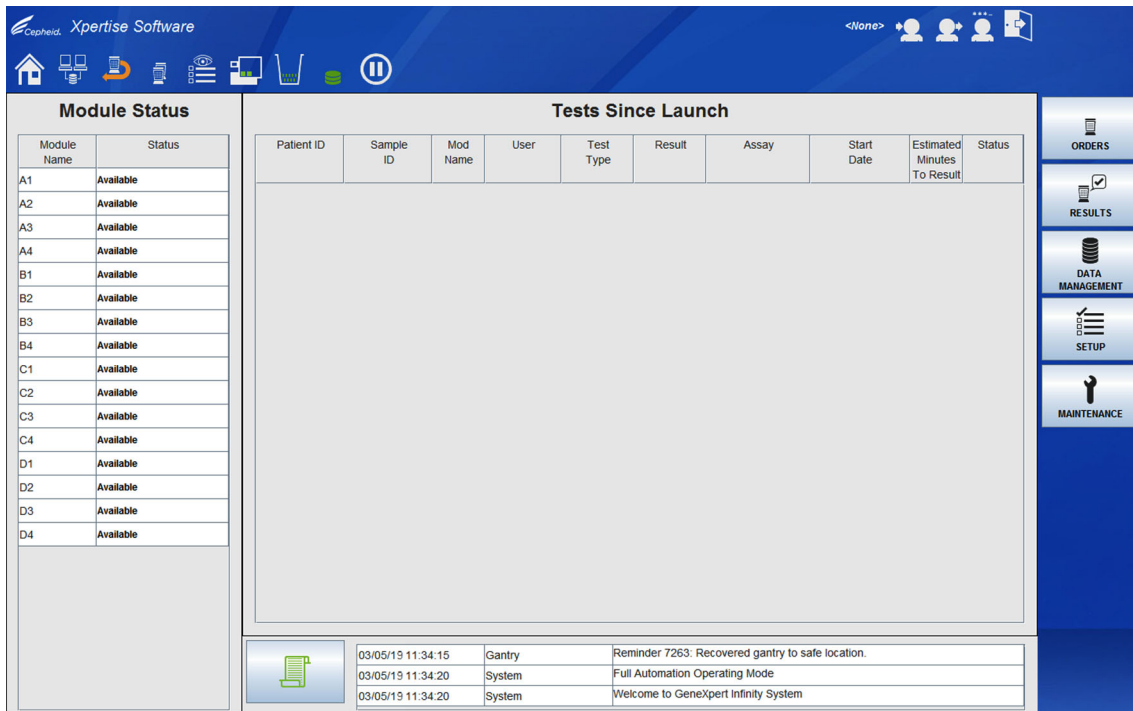 Cepheid. Xpertise Software
<None>
Module Status
Module Name Status
A1 Available
A2 Available
A3 Available
A4 Available
B1 Available
B2 Available
B3 Available
B4 Available
C1 Available
C2 Available
C3 Available
C4 Available
D1 Available
D2 Available
D3 Available
D4 Available
Tests Since Launch
Patient ID Sample ID Mod Name User Test Type Result Assay Start Date Estimated Minutes To Result Status
03/05/19 11:34:15 Gantry Reminder 7263: Recovered gantry to safe location.
03/05/19 11:34:20 System Full Automation Operating Mode
03/05/19 11:34:20 System Welcome to GeneXpert Infinity System
ORDERS
RESULTS
DATA
MANAGEMENT
SETUP
MAINTENANCE